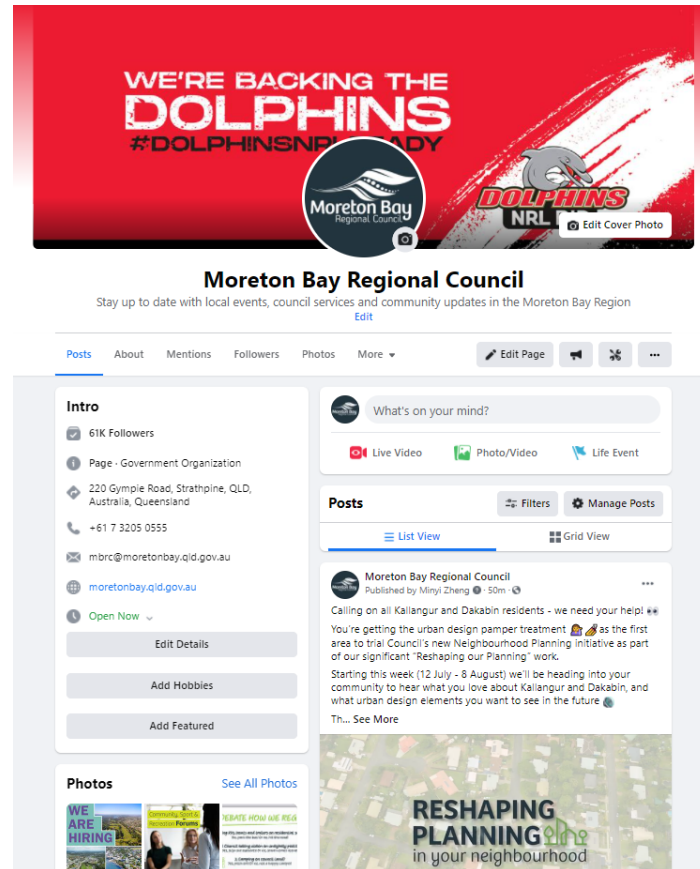 WE'RE BACKING THE
DOLPHINS
#DOLPHINSNRL ADY
Moreton Bay
Regional Council
DOLPHINS
NRL
Edit Cover Photo
Moreton Bay Regional Council
Stay up to date with local events, council services and community updates in the Moreton Bay Region
Edit
Posts About Mentions Followers Photos More
Edit Page
Intro
61K Followers
Page · Government Organization
220 Gympie Road, Strathpine, QLD,
Australia, Queensland
+61 7 3205 0555
mbrc@moretonbay.qld.gov.au
moretonbay.qld.gov.au
Open Now
Edit Details
Add Hobbies
Add Featured
Photos See All Photos
WE
ARE
HIRING
Community, Sport &
Recreation Forums
EBATE HOW WE REG
What's on your mind?
Live Video Photo/Video Life Event
Posts Filters Manage Posts
List View Grid View
Moreton Bay Regional Council
Published by Minyi Zheng · 50m ·
Calling on all Kallangur and Dakabin residents - we need your help! 👀
You're getting the urban design pamper treatment 💆 💅 as the first
area to trial Council's new Neighbourhood Planning initiative as part
of our significant "Reshaping our Planning" work.
Starting this week (12 July - 8 August) we'll be heading into your
community to hear what you love about Kallangur and Dakabin, and
what urban design elements you want to see in the future
Th... See More
RESHAPING
PLANNING
in your neighbourhood